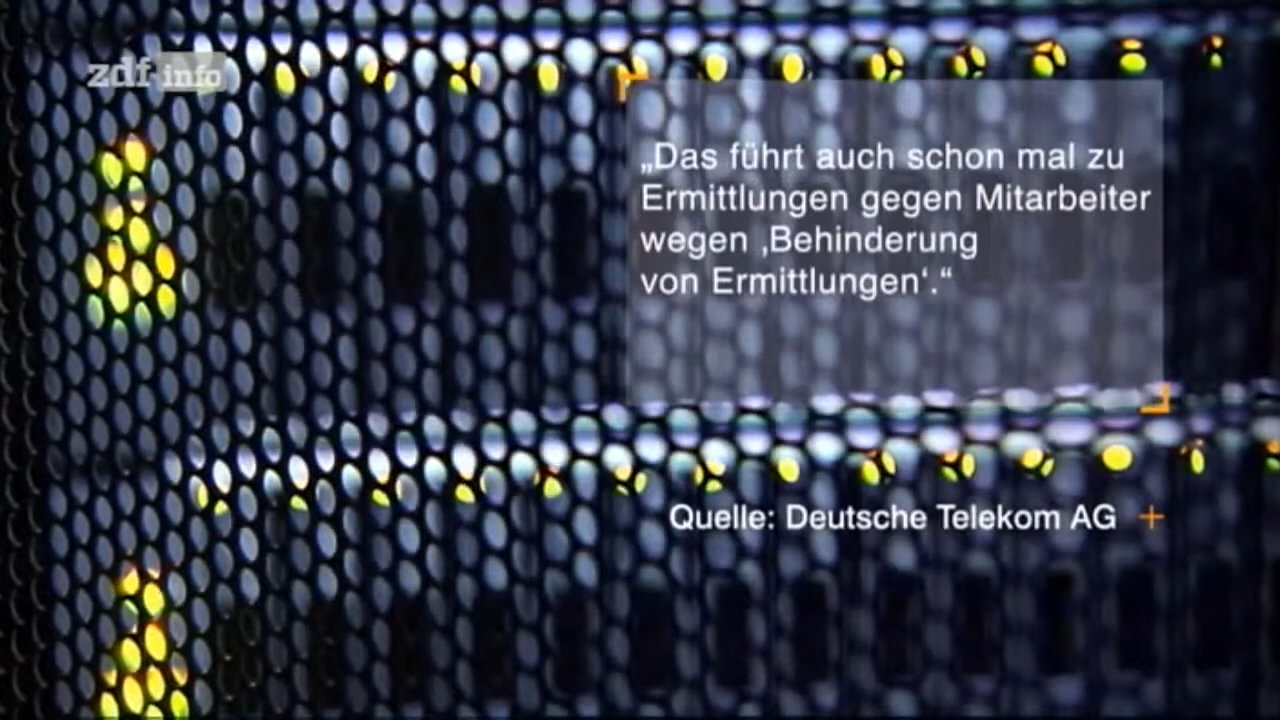 zdf info
„Das führt auch schon mal zu
Ermittlungen gegen Mitarbeiter
wegen ‚Behinderung
von Ermittlungen‘.“
Quelle: Deutsche Telekom AG +